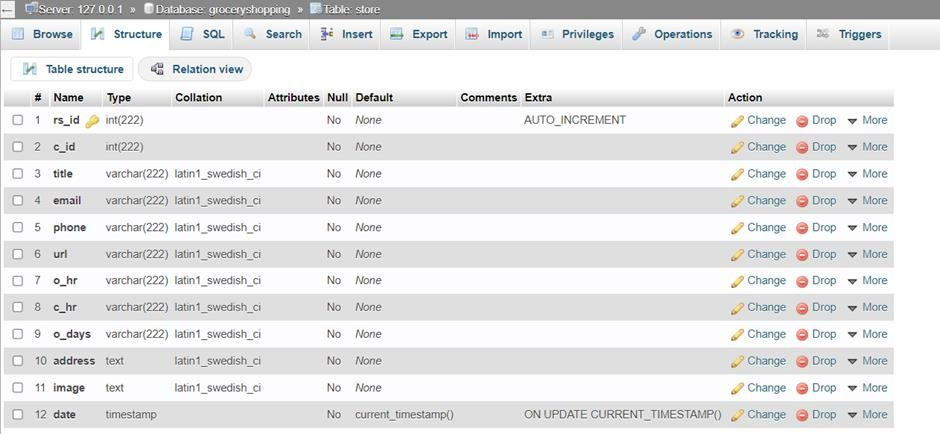 Server: 127.0.0.1 » Database: groceryshopping » Table: store
Browse Structure SQL Search Insert Export Import Privileges Operations Tracking Triggers
Table structure Relation view
# Name Type Collation Attributes Null Default Comments Extra Action
1 rs_id int(222) No None AUTO_INCREMENT Change Drop More
2 c_id int(222) No None Change Drop More
3 title varchar(222) latin1_swedish_ci No None Change Drop More
4 email varchar(222) latin1_swedish_ci No None Change Drop More
5 phone varchar(222) latin1_swedish_ci No None Change Drop More
6 url varchar(222) latin1_swedish_ci No None Change Drop More
7 o_hr varchar(222) latin1_swedish_ci No None Change Drop More
8 c_hr varchar(222) latin1_swedish_ci No None Change Drop More
9 o_days varchar(222) latin1_swedish_ci No None Change Drop More
10 address text latin1_swedish_ci No None Change Drop More
11 image text latin1_swedish_ci No None Change Drop More
12 date timestamp No current_timestamp() ON UPDATE CURRENT_TIMESTAMP() Change Drop More